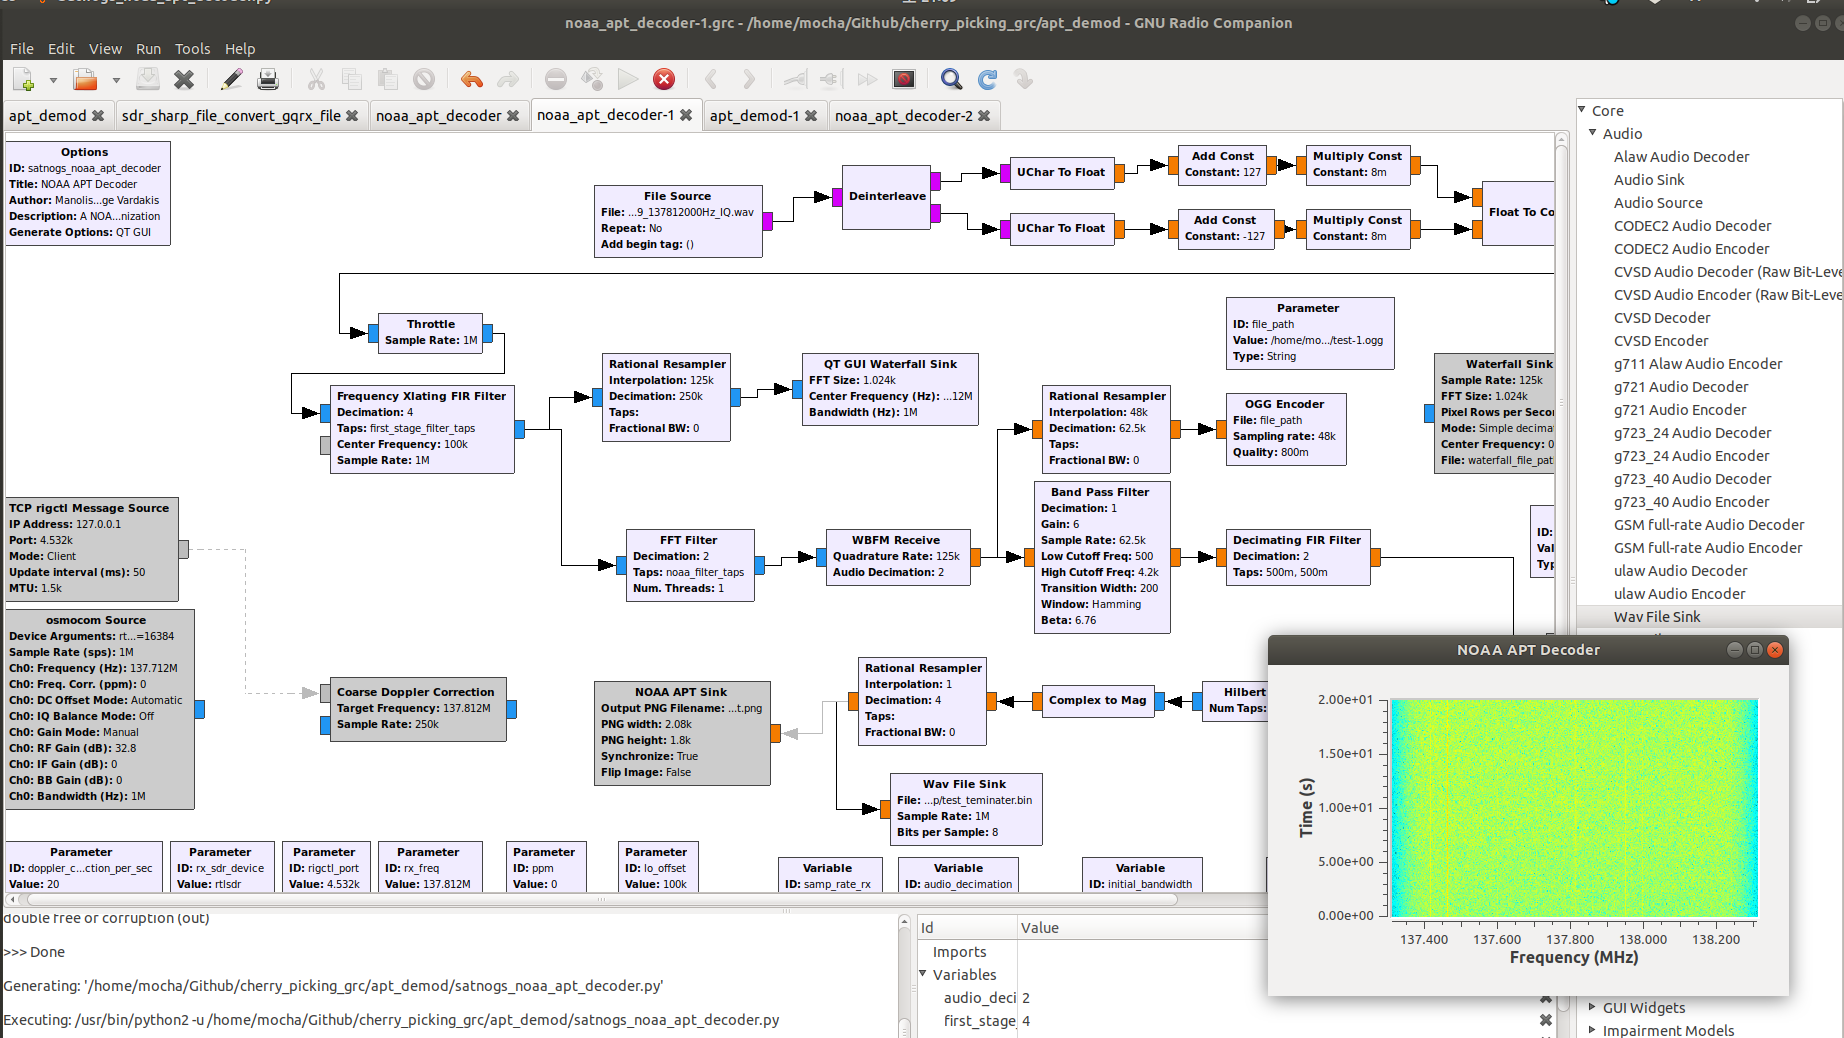 noaa_apt_decoder-1.grc - /home/mocha/Github/cherry_picking_grc/apt_demod - GNU Radio Companion
File Edit View Run Tools Help
apt_demod
sdr_sharp_file_convert_gqrx_file
noaa_apt_decoder
noaa_apt_decoder-1
apt_demod-1
noaa_apt_decoder-2
Options
ID: satnogs_noaa_apt_decoder
Title: NOAA APT Decoder
Author: Manolis...ge Vardakis
Description: A NOA...nization
Generate Options: QT GUI
File Source
File: ...9_137812000Hz_IQ.wav
Repeat: No
Add begin tag: ()
Deinterleave
UChar To Float
UChar To Float
Add Const
Constant: 127
Add Const
Constant: -127
Multiply Const
Constant: 8m
Multiply Const
Constant: 8m
Float To Co
Throttle
Sample Rate: 1M
Frequency Xlating FIR Filter
Decimation: 4
Taps: first_stage_filter_taps
Center Frequency: 100k
Sample Rate: 1M
Rational Resampler
Interpolation: 125k
Decimation: 250k
Taps:
Fractional BW: 0
QT GUI Waterfall Sink
FFT Size: 1.024k
Center Frequency (Hz): ...12M
Bandwidth (Hz): 1M
Parameter
ID: file_path
Value: /home/mo.../test-1.ogg
Type: String
Rational Resampler
Interpolation: 48k
Decimation: 62.5k
Taps:
Fractional BW: 0
OGG Encoder
File: file_path
Sampling rate: 48k
Quality: 800m
Waterfall Sink
Sample Rate: 125k
FFT Size: 1.024k
Pixel Rows per Secon
Mode: Simple decimat
Center Frequency: 0
File: waterfall_file_path
TCP rigctl Message Source
IP Address: 127.0.0.1
Port: 4.532k
Mode: Client
Update interval (ms): 50
MTU: 1.5k
FFT Filter
Decimation: 2
Taps: noaa_filter_taps
Num. Threads: 1
WBFM Receive
Quadrature Rate: 125k
Audio Decimation: 2
Band Pass Filter
Decimation: 1
Gain: 6
Sample Rate: 62.5k
Low Cutoff Freq: 500
High Cutoff Freq: 4.2k
Transition Width: 200
Window: Hamming
Beta: 6.76
Decimating FIR Filter
Decimation: 2
Taps: 500m, 500m
ID:
Val
Typ
osmocom Source
Device Arguments: rt...=16384
Sample Rate (sps): 1M
Ch0: Frequency (Hz): 137.712M
Ch0: Freq. Corr. (ppm): 0
Ch0: DC Offset Mode: Automatic
Ch0: IQ Balance Mode: Off
Ch0: Gain Mode: Manual
Ch0: RF Gain (dB): 32.8
Ch0: IF Gain (dB): 0
Ch0: BB Gain (dB): 0
Ch0: Bandwidth (Hz): 1M
Coarse Doppler Correction
Target Frequency: 137.812M
Sample Rate: 250k
NOAA APT Sink
Output PNG Filename: ...t.png
PNG width: 2.08k
PNG height: 1.8k
Synchronize: True
Flip Image: False
Rational Resampler
Interpolation: 1
Decimation: 4
Taps:
Fractional BW: 0
Complex to Mag
Hilbert
Num Taps:
Wav File Sink
File: ...p/test_teminater.bin
Sample Rate: 1M
Bits per Sample: 8
Parameter
ID: doppler_c...ction_per_sec
Value: 20
Parameter
ID: rx_sdr_device
Value: rtlsdr
Parameter
ID: rigctl_port
Value: 4.532k
Parameter
ID: rx_freq
Value: 137.812M
Parameter
ID: ppm
Value: 0
Parameter
ID: lo_offset
Value: 100k
Variable
ID: samp_rate_rx
Variable
ID: audio_decimation
Variable
ID: initial_bandwidth
Core
Audio
Alaw Audio Decoder
Audio Sink
Audio Source
CODEC2 Audio Decoder
CODEC2 Audio Encoder
CVSD Audio Decoder (Raw Bit-Leve
CVSD Audio Encoder (Raw Bit-Leve
CVSD Decoder
CVSD Encoder
g711 Alaw Audio Encoder
g721 Audio Decoder
g721 Audio Encoder
g723_24 Audio Decoder
g723_24 Audio Encoder
g723_40 Audio Decoder
g723_40 Audio Encoder
GSM full-rate Audio Decoder
GSM full-rate Audio Encoder
ulaw Audio Decoder
ulaw Audio Encoder
Wav File Sink
GUI Widgets
Impairment Models
NOAA APT Decoder
2.00e+01
1.50e+01
1.00e+01
5.00e+00
0.00e+00
Time (s)
137.400 137.600 137.800 138.000 138.200
Frequency (MHz)
double free or corruption (out)
>>> Done
Generating: '/home/mocha/Github/cherry_picking_grc/apt_demod/satnogs_noaa_apt_decoder.py'
Executing: /usr/bin/python2 -u /home/mocha/Github/cherry_picking_grc/apt_demod/satnogs_noaa_apt_decoder.py
Id Value
Imports
Variables
audio_deci 2
first_stage_ 4